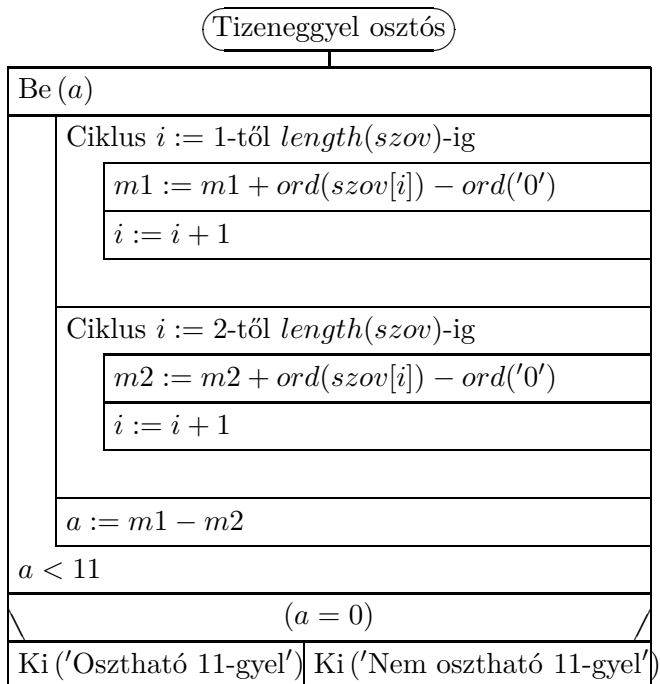 Tizeneggyel osztós
Be (a)
Ciklus i := 1-től length(szov)-ig
m1 := m1 + ord(szov[i]) − ord('0')
i := i + 1
Ciklus i := 2-től length(szov)-ig
m2 := m2 + ord(szov[i]) − ord('0')
i := i + 1
a := m1 − m2
a < 11
(a = 0)
Ki ('Osztható 11-gyel') Ki ('Nem osztható 11-gyel')